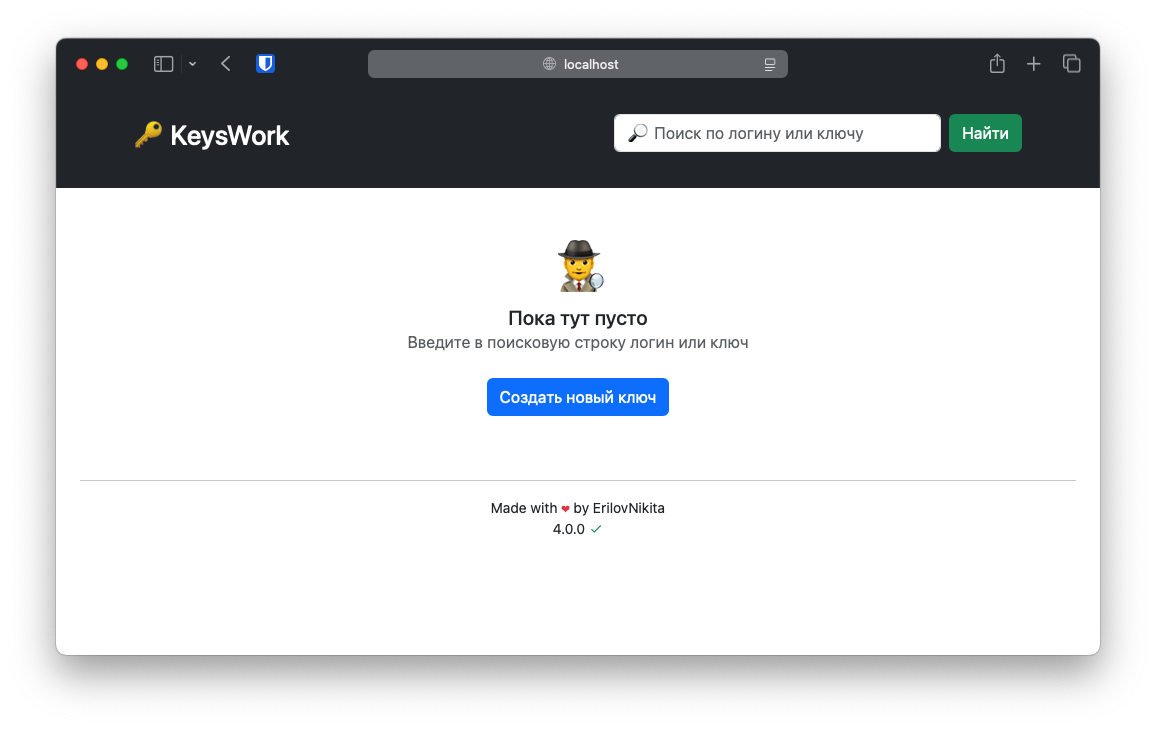 localhost
KeysWork
Поиск по логину или ключу
Найти
Пока тут пусто
Введите в поисковую строку логин или ключ
Создать новый ключ
Made with ❤ by ErilovNikita
4.0.0 ✓